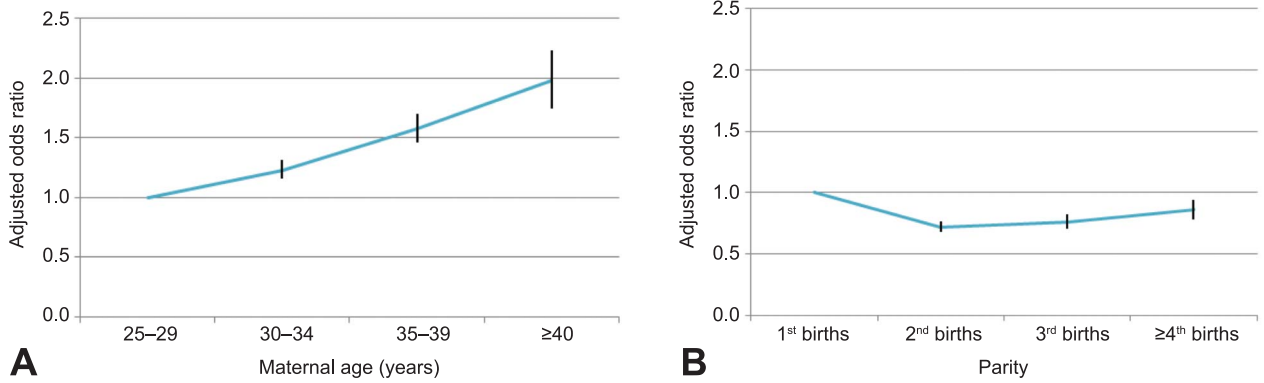 2.5
2.0
1.5
1.0
0.5
0.0
Adjusted odds ratio
25–29 30–34 35–39 ≥40
Maternal age (years)
A
2.5
2.0
1.5
1.0
0.5
0.0
Adjusted odds ratio
1st births 2nd births 3rd births ≥4th births
Parity
B